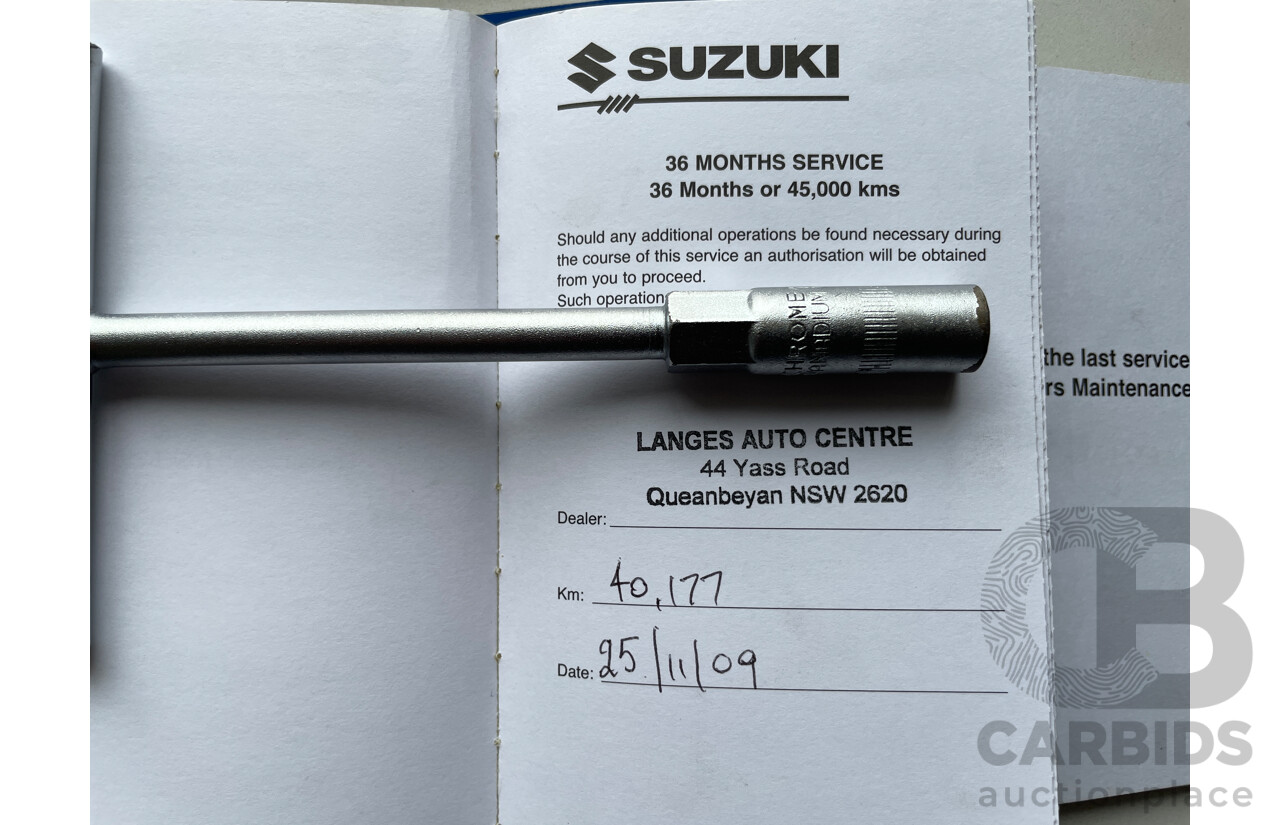 SUZUKI
36 MONTHS SERVICE
36 Months or 45,000 kms
Should any additional operations be found necessary during
the course of this service an authorisation will be obtained
from you to proceed.
Such operation
CHROME
VANADIUM
the last service
rs Maintenance
LANGES AUTO CENTRE
44 Yass Road
Queanbeyan NSW 2620
Dealer:
Km: 40,177
Date: 25/11/09
CB
CARBIDS
auctionplace